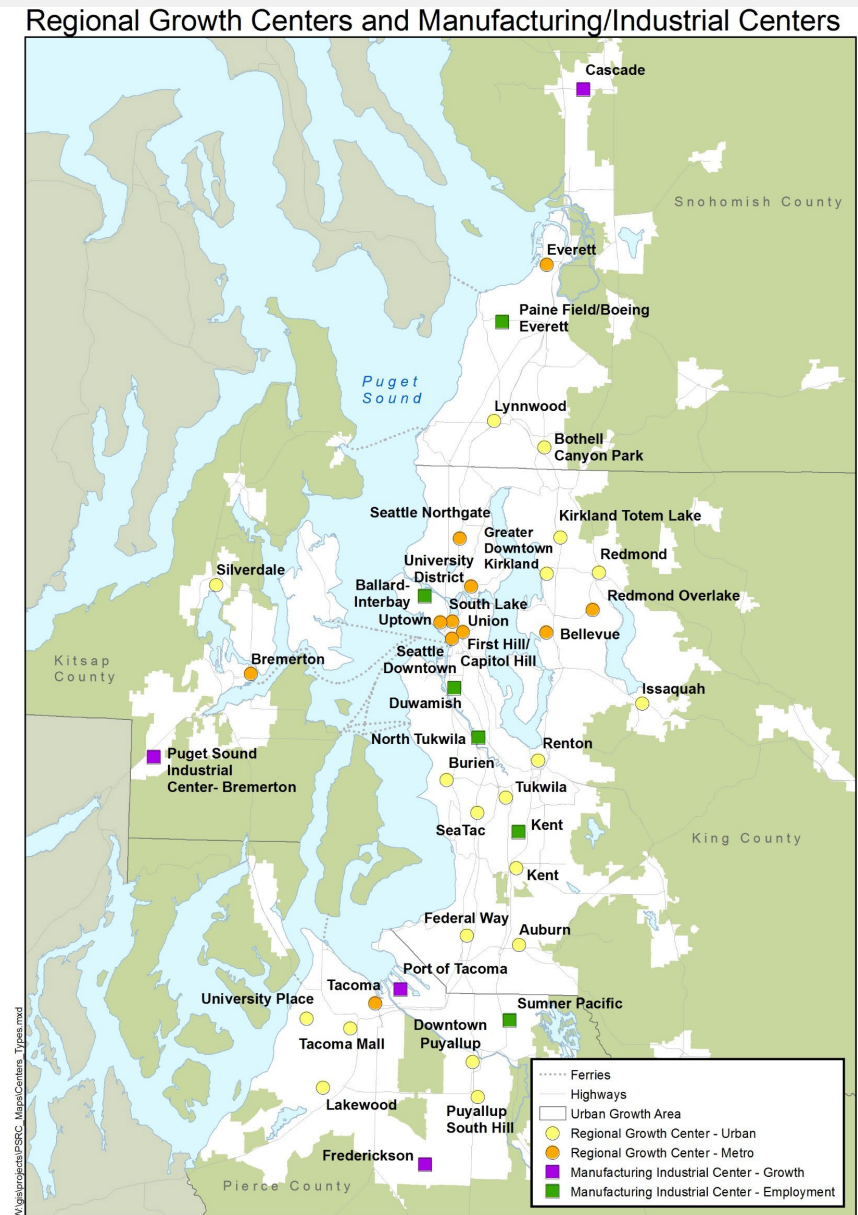 Regional Growth Centers and Manufacturing/Industrial Centers
Cascade
Snohomish County
Everett
Paine Field/Boeing
Everett
Puget
Sound
Lynnwood
Bothell
Canyon Park
Seattle Northgate
Kirkland Totem Lake
Greater
Downtown
Kirkland
Redmond
University
District
Silverdale
Ballard-
Interbay
Redmond Overlake
South Lake
Union
Uptown
Bellevue
First Hill/
Capitol Hill
Seattle
Downtown
Kitsap
County
Bremerton
Issaquah
Duwamish
North Tukwila
Renton
Puget Sound
Industrial
Center- Bremerton
Burien
Tukwila
SeaTac
Kent
King County
Kent
Federal Way
Auburn
Port of Tacoma
Tacoma
University Place
Sumner Pacific
Downtown
Puyallup
Tacoma Mall
Lakewood
Puyallup
South Hill
Frederickson
Pierce County
Ferries
Highways
Urban Growth Area
Regional Growth Center - Urban
Regional Growth Center - Metro
Manufacturing Industrial Center - Growth
Manufacturing Industrial Center - Employment
W:\gis\projects\PSRC_Maps\Centers_Types.mxd